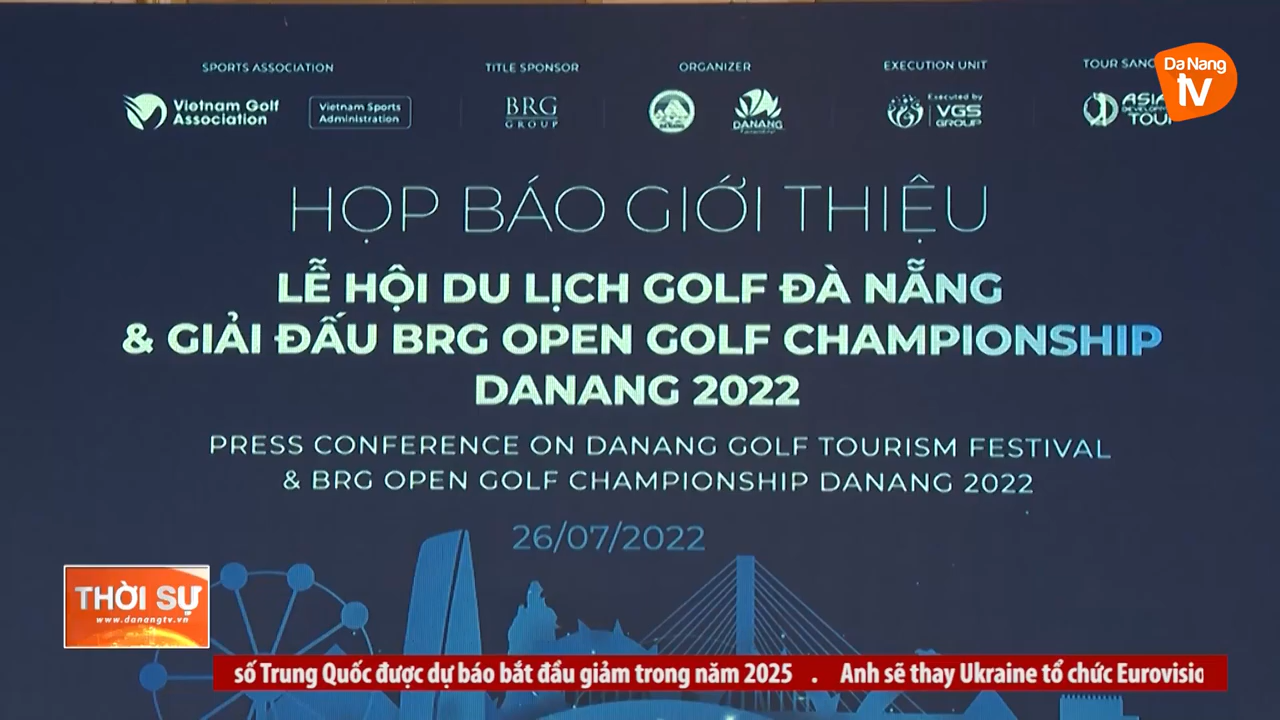 SPORTS ASSOCIATION
TITLE SPONSOR
ORGANIZER
EXECUTION UNIT
TOUR
Da Nang
tv
Vietnam Golf
Association
Vietnam Sports
Administration
BRG
GROUP
DANANG
Executed by
VGS
GROUP
TOUR
HỌP BÁO GIỚI THIỆU
LỄ HỘI DU LỊCH GOLF ĐÀ NẴNG
& GIẢI ĐẤU BRG OPEN GOLF CHAMPIONSHIP
DANANG 2022
PRESS CONFERENCE ON DANANG GOLF TOURISM FESTIVAL
& BRG OPEN GOLF CHAMPIONSHIP DANANG 2022
26/07/2022
THỜI SỰ
www.danangtv.vn
số Trung Quốc được dự báo bắt đầu giảm trong năm 2025 . Anh sẽ thay Ukraine tổ chức Eurovisio